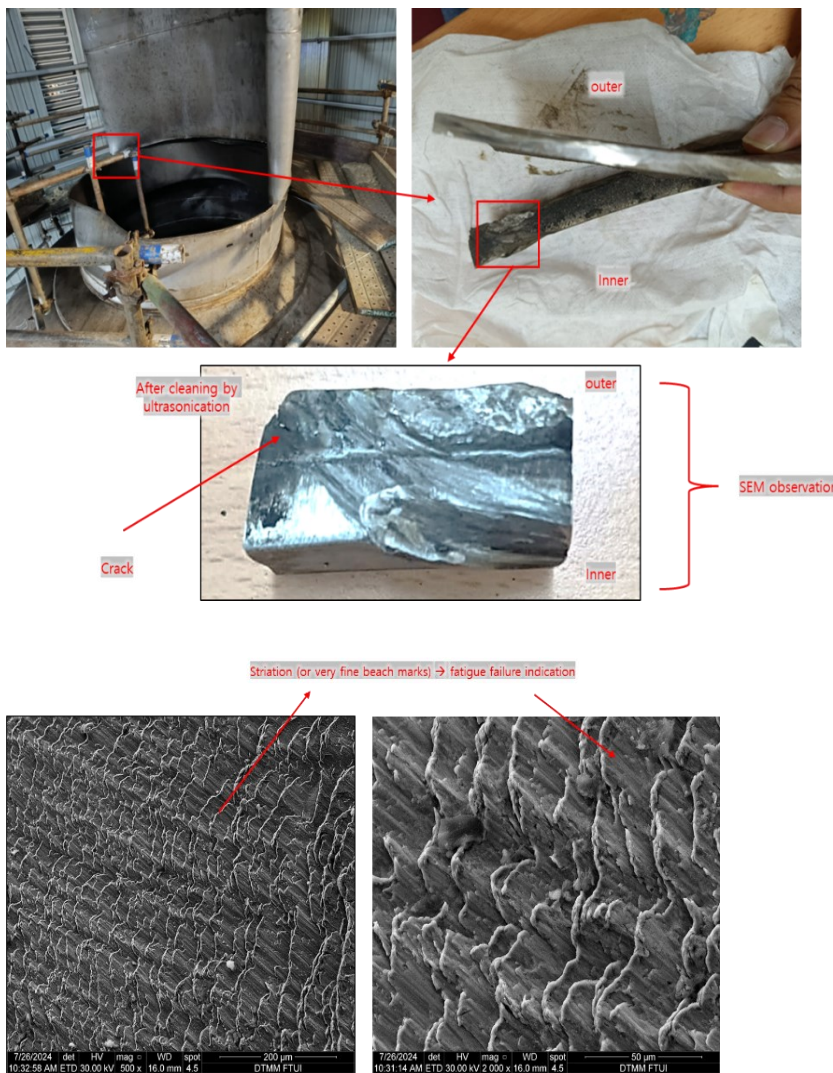 outer
Inner
After cleaning by
ultrasonication
outer
SEM observation
Crack
Inner
Striation (or very fine beach marks) → fatigue failure indication
7/26/2024 det HV mag WD spot 200 µm
10:32:58 AM ETD 30.00 kV 500 x 16.0 mm 4.5 DTMM FTUI
7/26/2024 det HV mag WD spot 50 µm
10:31:14 AM ETD 30.00 kV 2 000 x 16.0 mm 4.5 DTMM FTUI